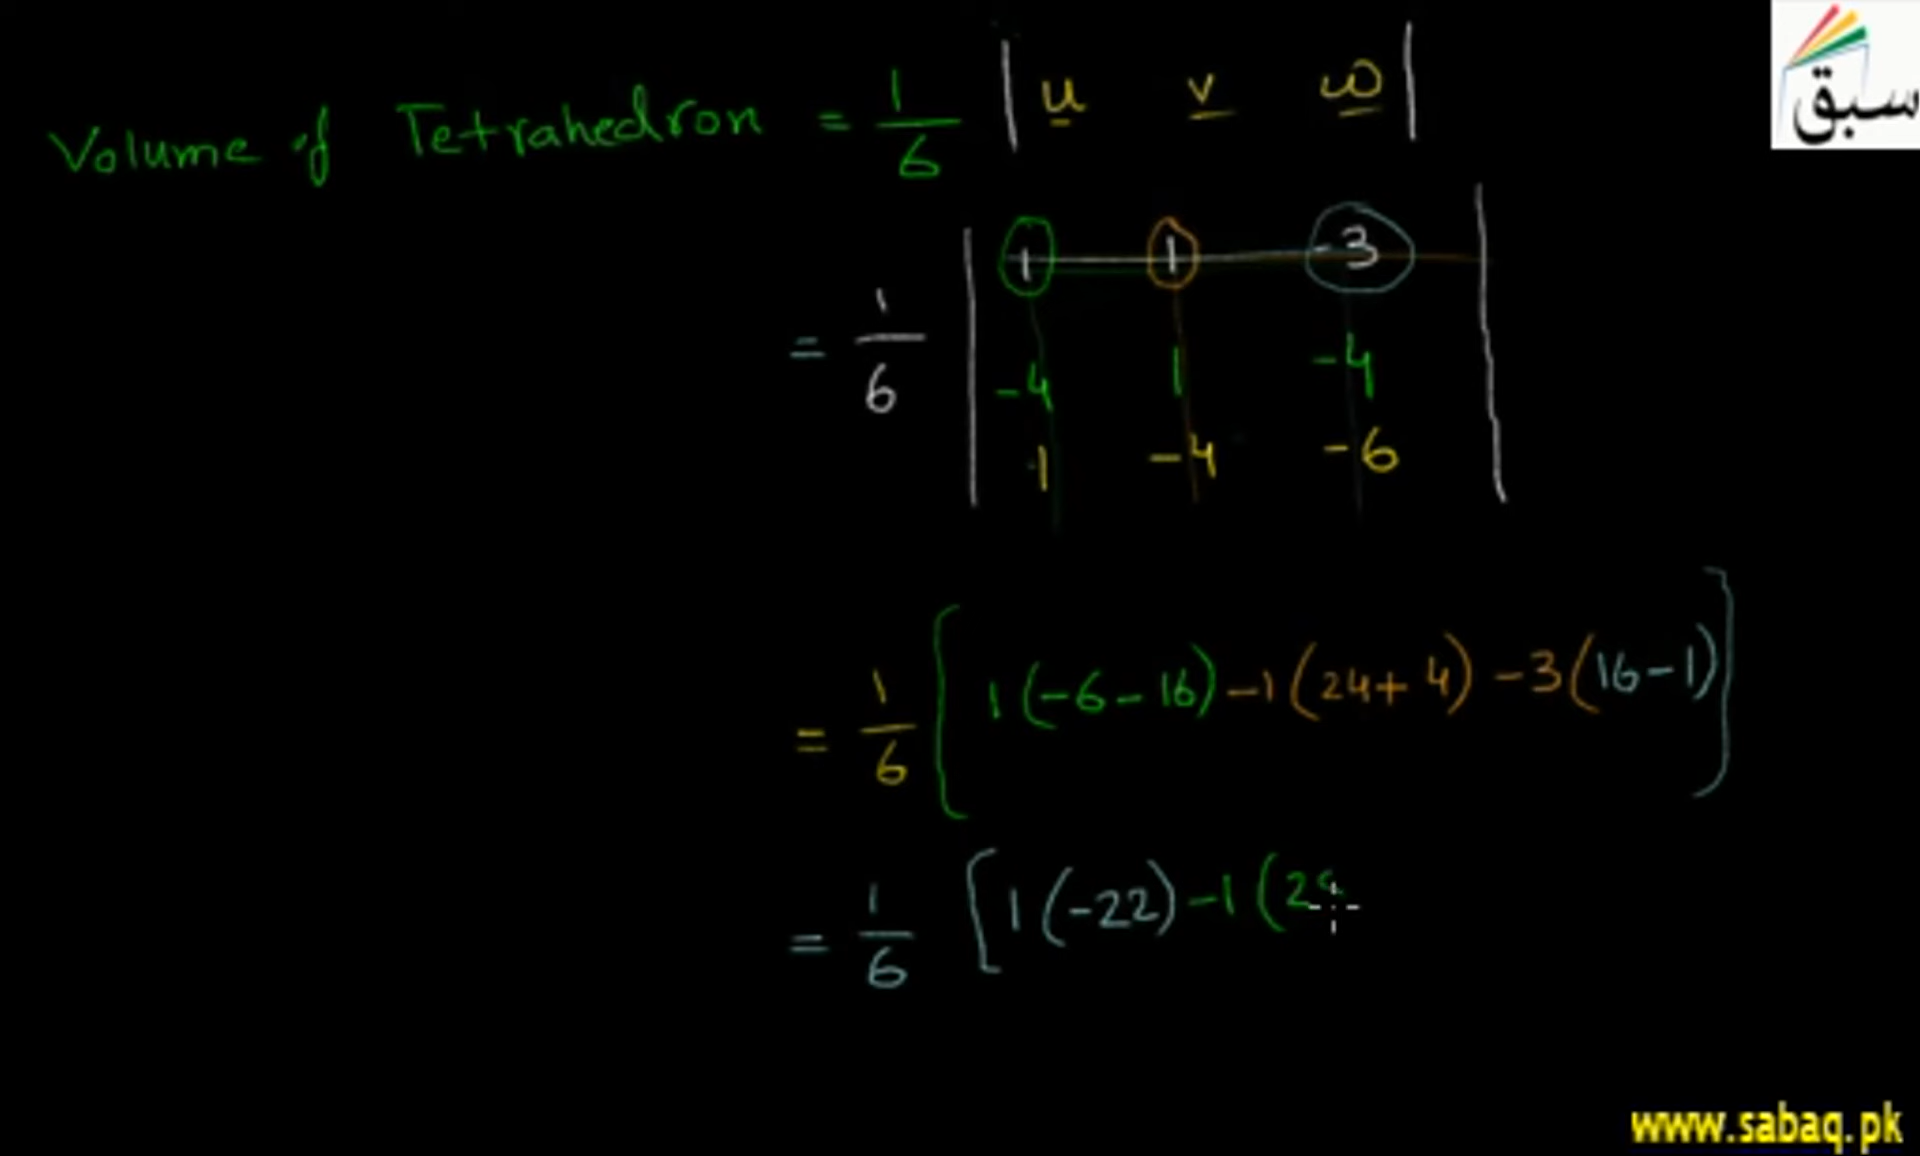 سبق
Volume of Tetrahedron = 1/6 | u v w |
= 1/6 | 1 1 -3
-4 1 -4
1 -4 -6 |
= 1/6 [ 1(-6-16) -1(24+4) -3(16-1) ]
= 1/6 [ 1(-22) -1(2
www.sabaq.pk